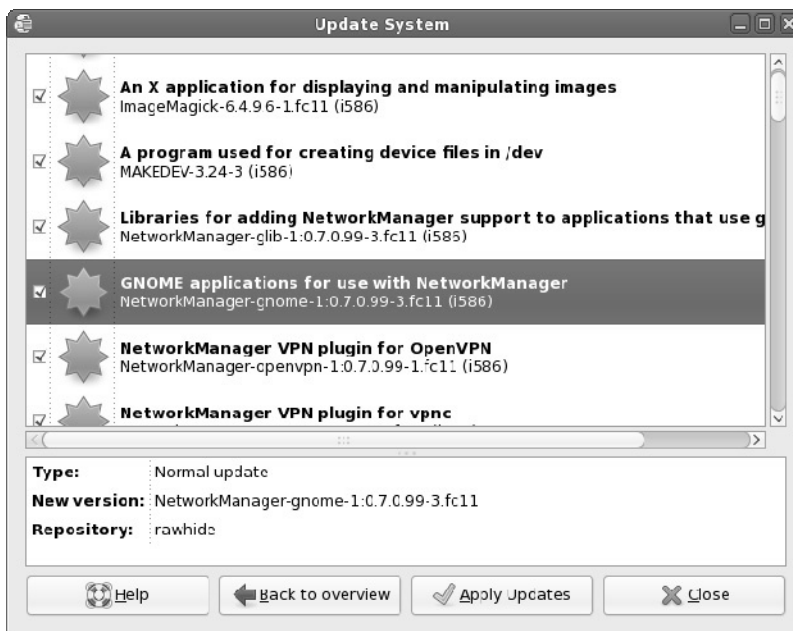 Update System
An X application for displaying and manipulating images
ImageMagick-6.4.9.6-1.fc11 (i586)
A program used for creating device files in /dev
MAKEDEV-3.24-3 (i586)
Libraries for adding NetworkManager support to applications that use g
NetworkManager-glib-1:0.7.0.99-3.fc11 (i586)
GNOME applications for use with NetworkManager
NetworkManager-gnome-1:0.7.0.99-3.fc11 (i586)
NetworkManager VPN plugin for OpenVPN
NetworkManager-openvpn-1:0.7.0.99-1.fc11 (i586)
NetworkManager VPN plugin for vpnc
Type: Normal update
New version: NetworkManager-gnome-1:0.7.0.99-3.fc11
Repository: rawhide
Help Back to overview Apply Updates Close